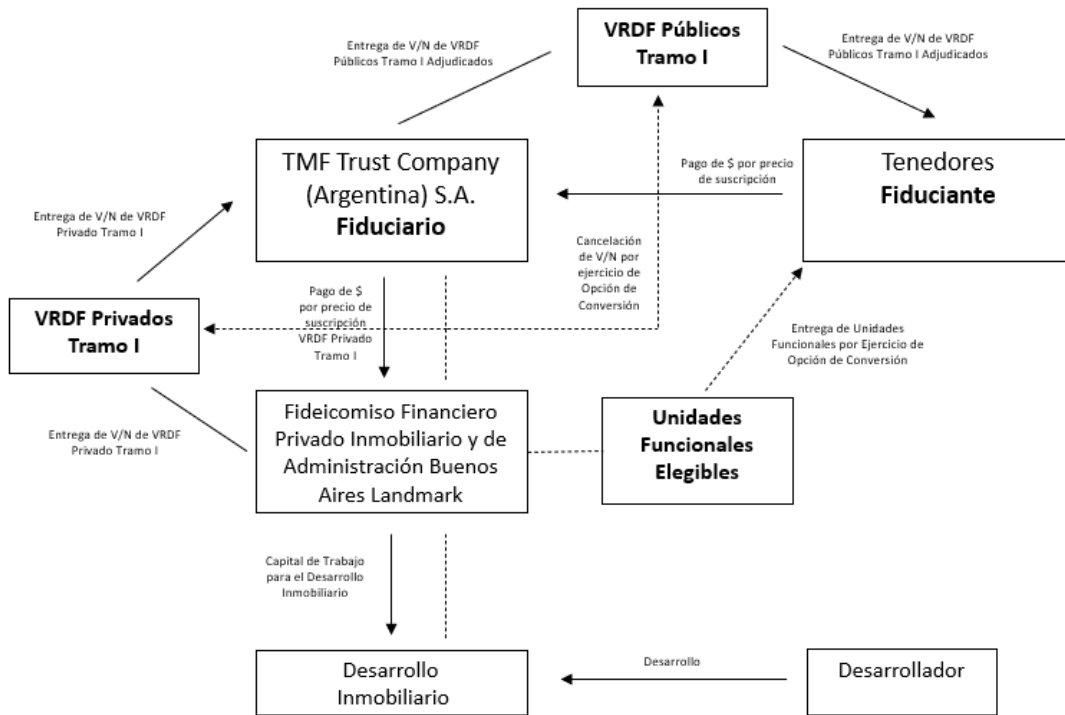 VRDF Públicos
Tramo I
Entrega de V/N de VRDF
Públicos Tramo I Adjudicados
Entrega de V/N de VRDF
Públicos Tramo I Adjudicados
TMF Trust Company
(Argentina) S.A.
Fiduciario
Pago de $ por precio
de suscripción
Tenedores
Fiduciante
Entrega de V/N de VRDF
Privado Tramo I
Cancelación
de V/N por
ejercicio de
Opción de
Conversión
Pago de $
por precio de
suscripción
VRDF Privado
Tramo I
VRDF Privados
Tramo I
Entrega de Unidades
Funcionales por Ejercicio de
Opción de Conversión
Entrega de V/N de VRDF
Privado Tramo I
Fideicomiso Financiero
Privado Inmobiliario y de
Administración Buenos
Aires Landmark
Unidades
Funcionales
Elegibles
Capital de Trabajo
para el Desarrollo
Inmobiliario
Desarrollo
Inmobiliario
Desarrollo
Desarrollador